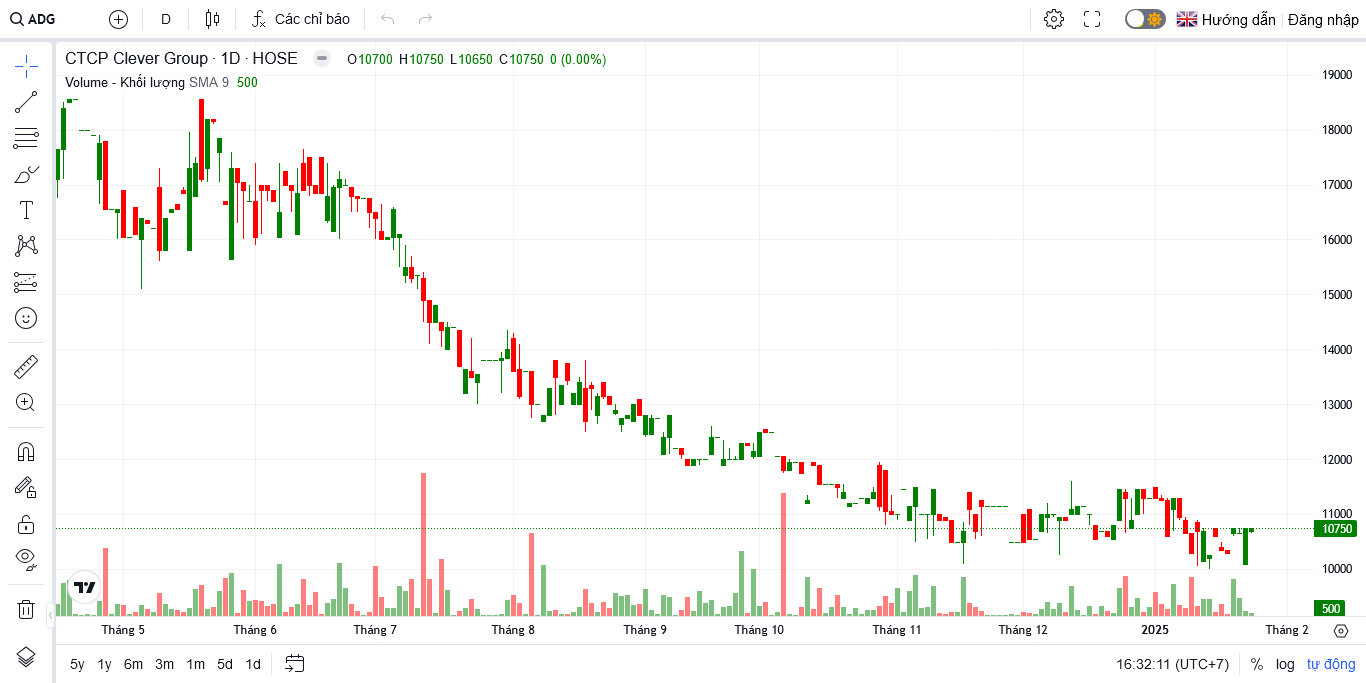 ADG D Các chỉ báo Hướng dẫn Đăng nhập
CTCP Clever Group · 1D · HOSE O10700 H10750 L10650 C10750 0 (0.00%)
Volume - Khối lượng SMA 9 500
19000
18000
17000
16000
15000
14000
13000
12000
11000
10750
10000
500
Tháng 5 Tháng 6 Tháng 7 Tháng 8 Tháng 9 Tháng 10 Tháng 11 Tháng 12 2025 Tháng 2
5y 1y 6m 3m 1m 5d 1d 16:32:11 (UTC+7) % log tự động